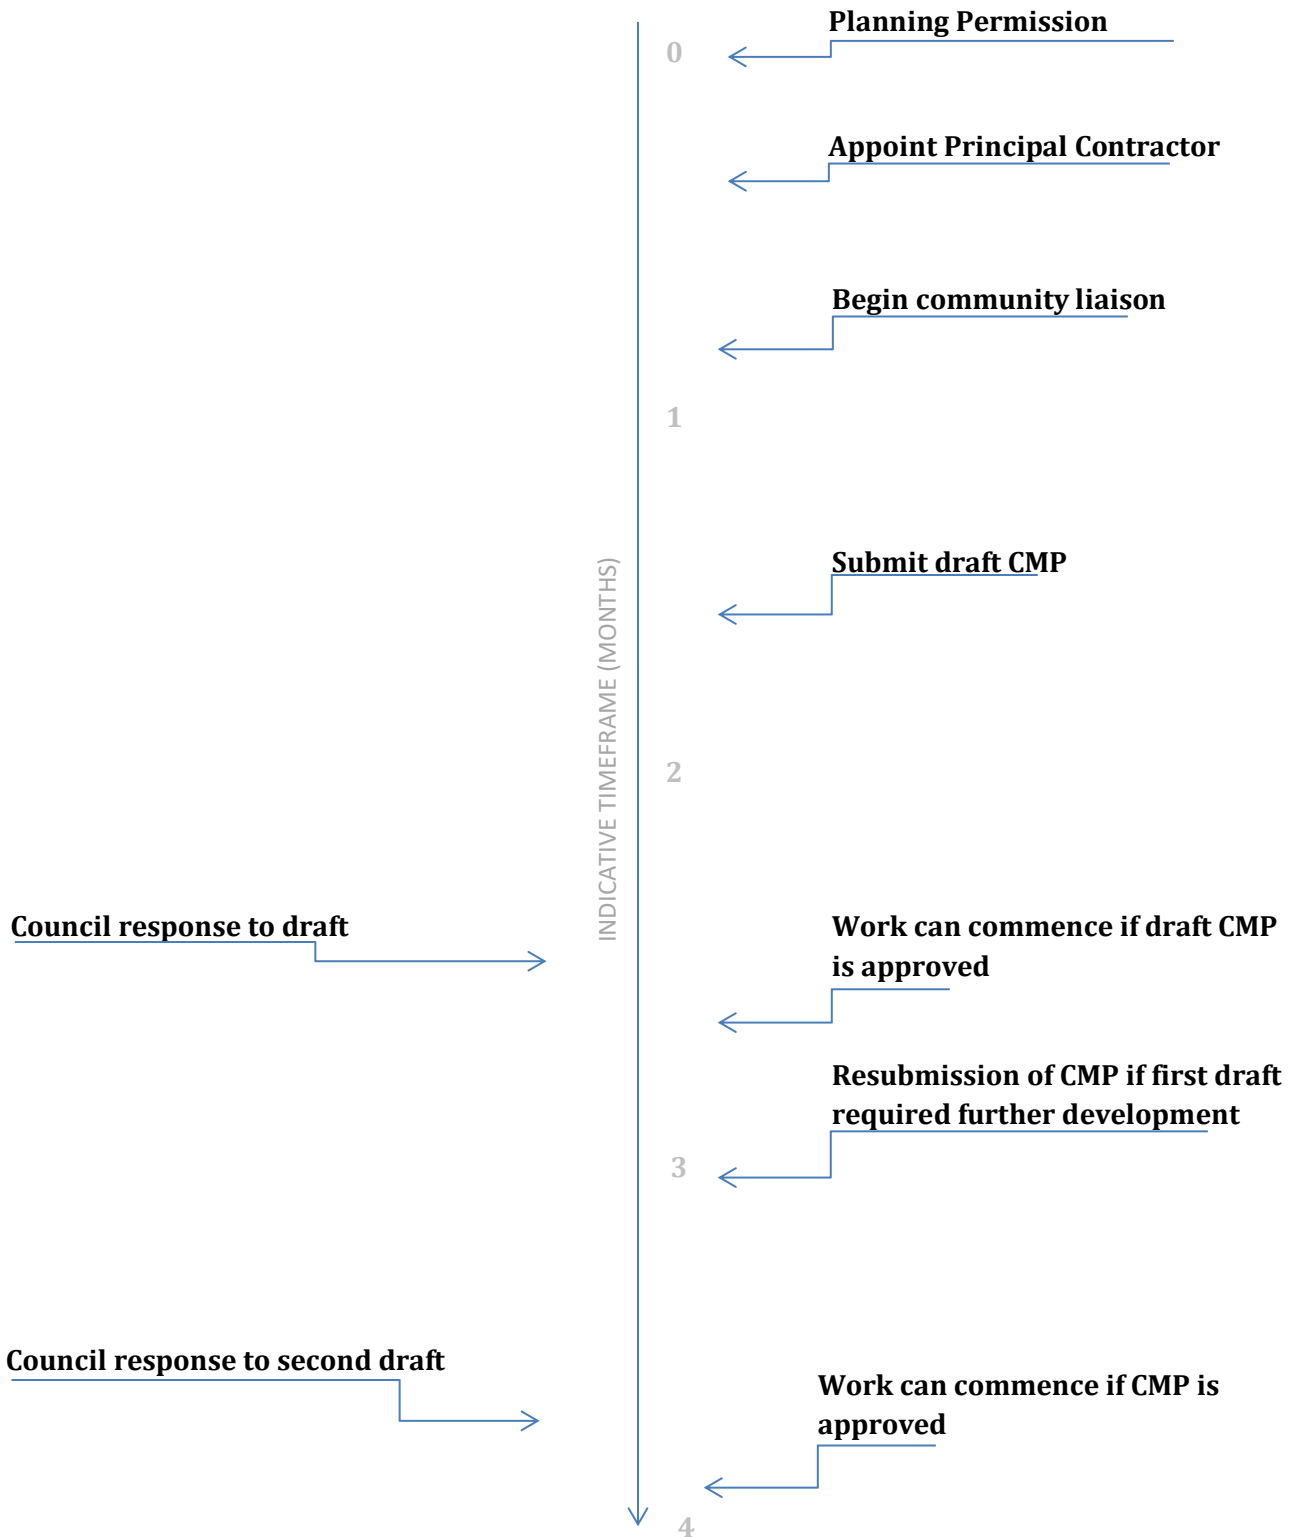 Planning Permission
0
Appoint Principal Contractor
Begin community liaison
1
Submit draft CMP
INDICATIVE TIMEFRAME (MONTHS)
2
Council response to draft
Work can commence if draft CMP
is approved
Resubmission of CMP if first draft
required further development
3
Council response to second draft
Work can commence if CMP is
approved
4